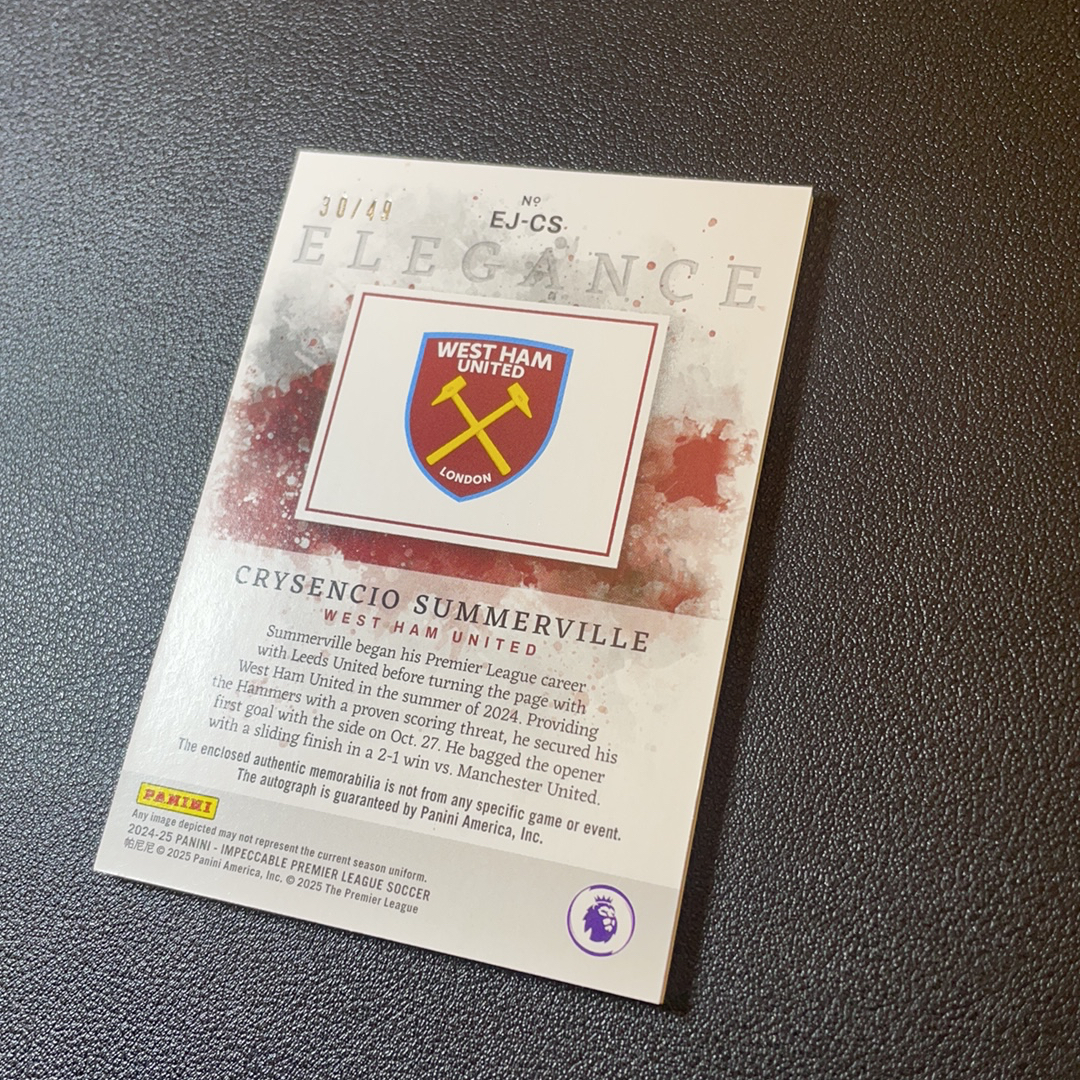 30/49
Nº
EJ-CS
ELEGANCE
WEST HAM
UNITED
LONDON
CRYSENCIO SUMMERVILLE
WEST HAM UNITED
Summerville began his Premier League career
with Leeds United before turning the page with
West Ham United in the summer of 2024. Providing
the Hammers with a proven scoring threat, he secured his
first goal with the side on Oct. 27. He bagged the opener
with a sliding finish in a 2-1 win vs. Manchester United.
The enclosed authentic memorabilia is not from any specific game or event.
The autograph is guaranteed by Panini America, Inc.
PANINI
Any image depicted may not represent the current season uniform.
2024-25 PANINI - IMPECCABLE PREMIER LEAGUE SOCCER
帕尼尼 © 2025 Panini America, Inc. © 2025 The Premier League